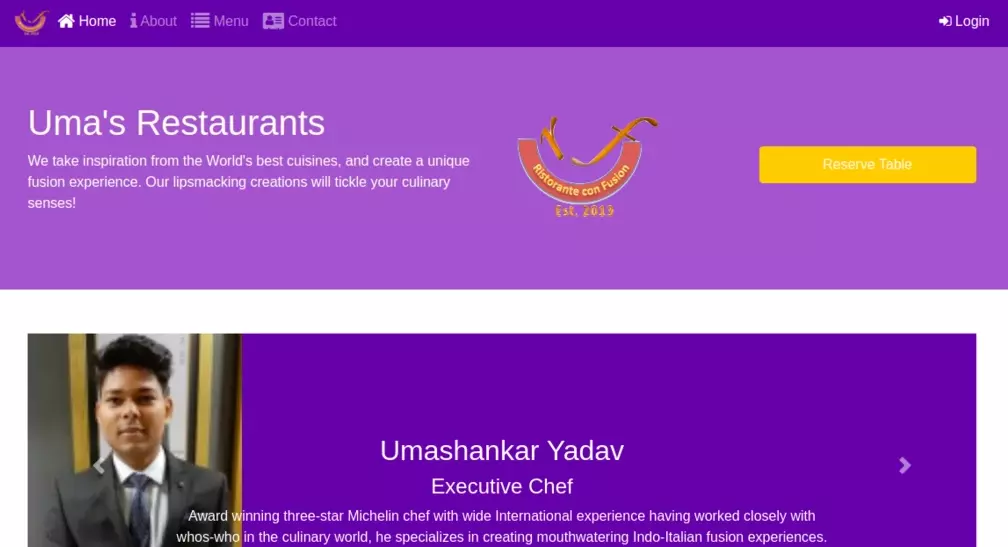 Home About Menu Contact Login
Uma's Restaurants
We take inspiration from the World's best cuisines, and create a unique
fusion experience. Our lipsmacking creations will tickle your culinary
senses!
Ristorante con Fusion
Est. 2023
Reserve Table
Umashankar Yadav
Executive Chef
Award winning three-star Michelin chef with wide International experience having worked closely with
whos-who in the culinary world, he specializes in creating mouthwatering Indo-Italian fusion experiences.